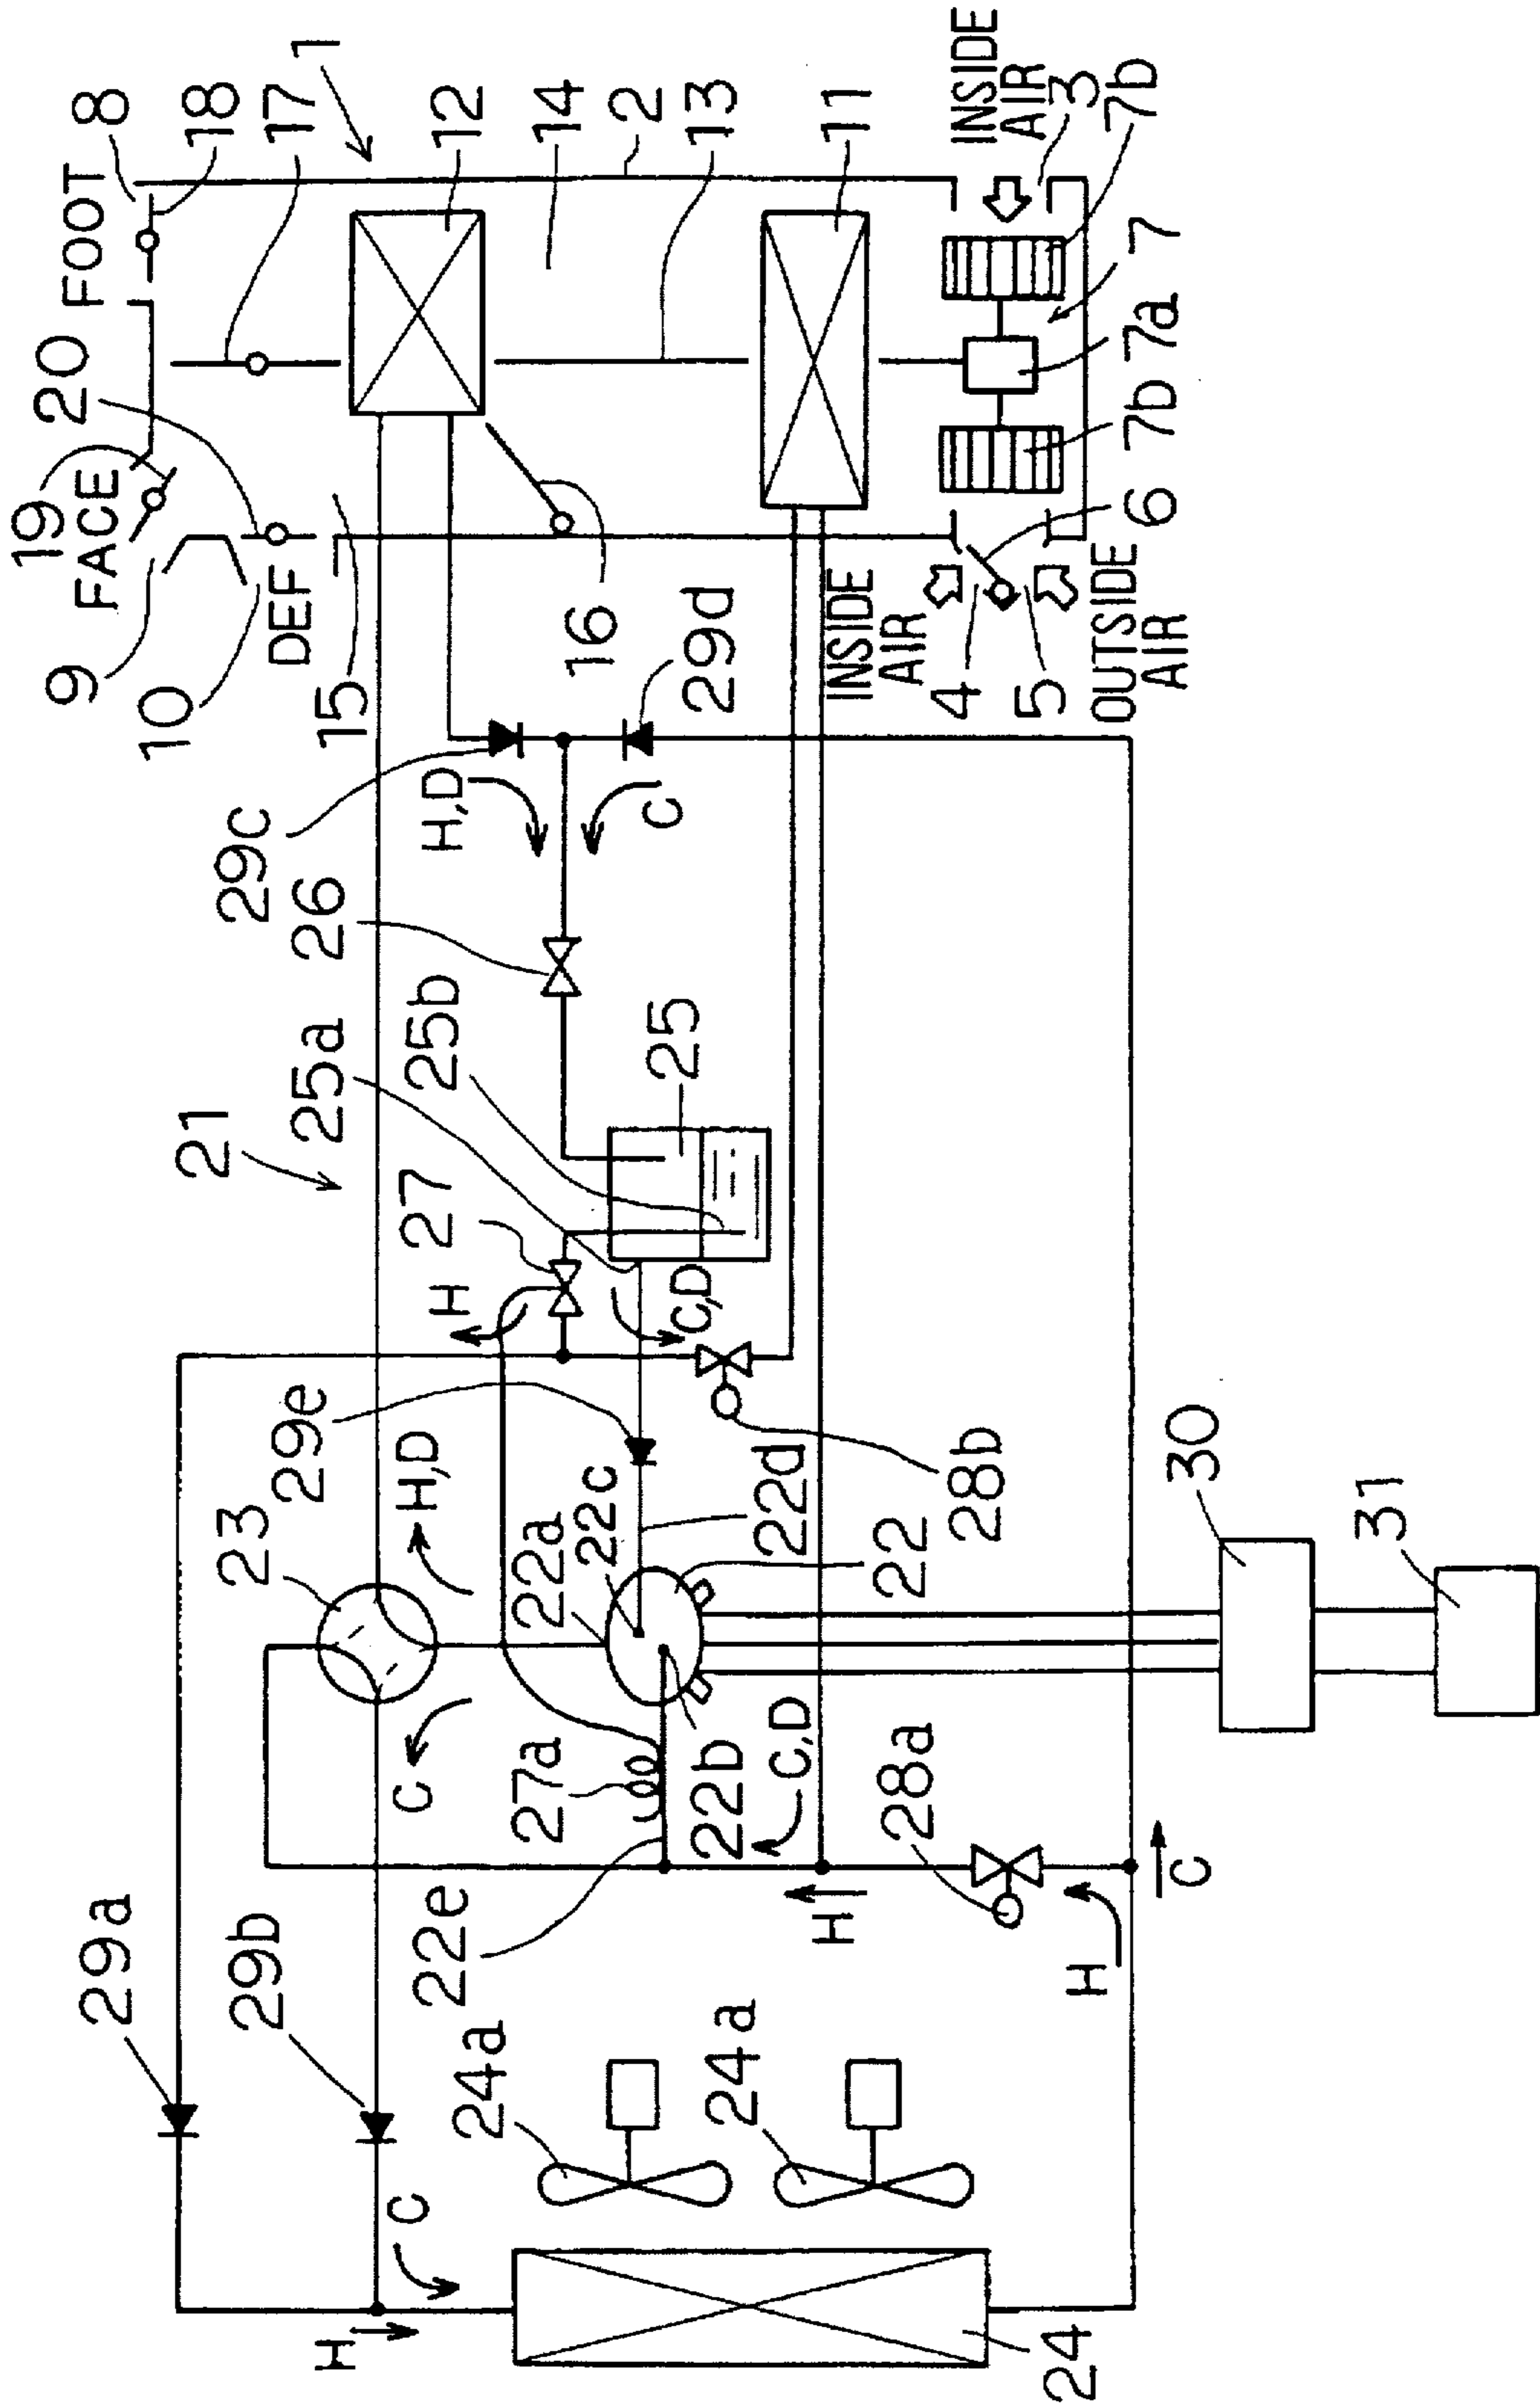 21
1
8
FOOT
18
17
12
14
2
13
11
INSIDE
AIR
3
7b
7
7a
7b
6
20
19
FACE
9
10
DEF
15
16
INSIDE
AIR
4
5
OUTSIDE
AIR
29d
29c
H,D
C
26
25b
25a
25
27
H
C,D
29e
28b
23
H,D
22a
22c
22d
22
C
27a
22b
C,D
22e
28a
H
H
C
30
31
29a
29b
24a
24a
C
H
24